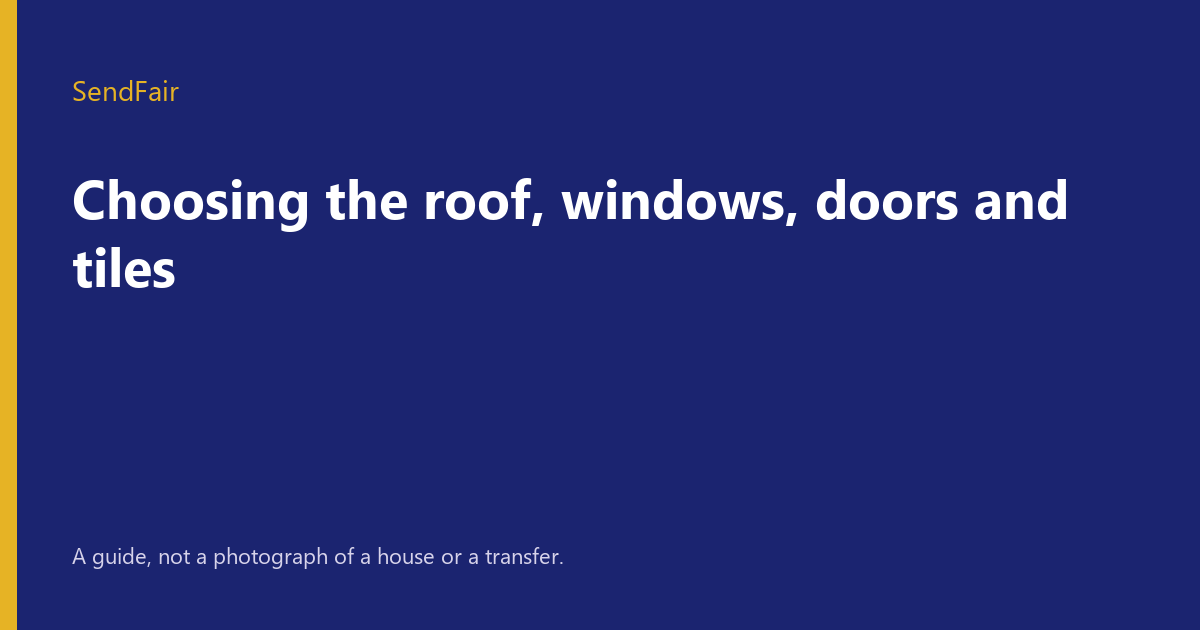 SendFair
Choosing the roof, windows, doors and
tiles
A guide, not a photograph of a house or a transfer.